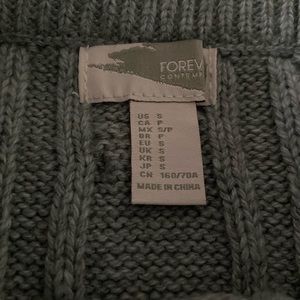 FOREV
CONTEMP
US S
CA P
MX S/P
BR P
EU S
UK S
KR S
JP S
CN 160/70A
MADE IN CHINA